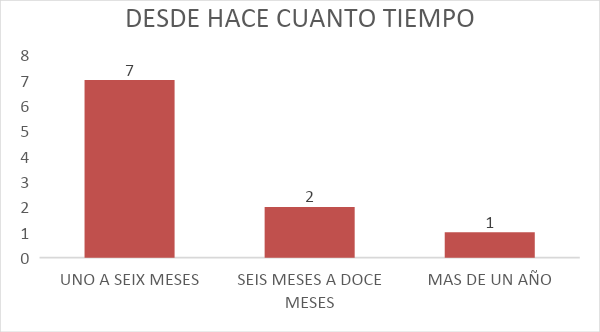 DESDE HACE CUANTO TIEMPO
8
7
6
5
4
3
2
1
0
7
2
1
UNO A SEIX MESES
SEIS MESES A DOCE
MESES
MAS DE UN AÑO